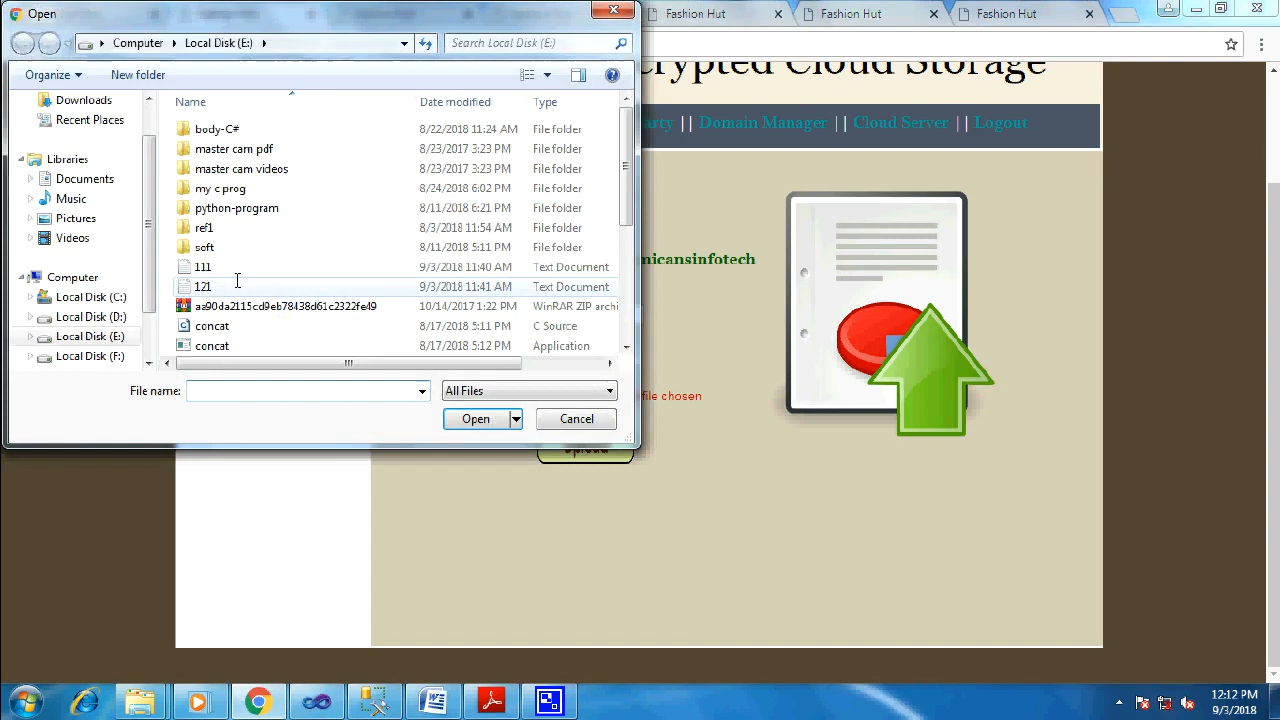 Open
Fashion Hut
Fashion Hut
Fashion Hut
Computer
Local Disk (E:)
Search Local Disk (E:)
crypted Cloud Storage
Organize
New folder
arty || Domain Manager || Cloud Server || Logout
Downloads
Recent Places
Libraries
Documents
Music
Pictures
Videos
Computer
Local Disk (C:)
Local Disk (D:)
Local Disk (E:)
Local Disk (F:)
Name Date modified Type
body-C# 8/22/2018 11:24 AM File folder
master cam pdf 8/23/2017 3:23 PM File folder
master cam videos 8/23/2017 3:23 PM File folder
my c prog 8/24/2018 6:02 PM File folder
python-program 8/11/2018 6:21 PM File folder
ref1 8/3/2018 11:54 AM File folder
soft 8/11/2018 5:11 PM File folder
111 9/3/2018 11:40 AM Text Document
121 9/3/2018 11:41 AM Text Document
aa90da2115cd9eb78438d61c2322fe49 10/14/2017 1:22 PM WinRAR ZIP archi
concat 8/17/2018 5:11 PM C Source
concat 8/17/2018 5:12 PM Application
micansinfotech
File name:
All Files
file chosen
Open
Cancel
Upload
12:12 PM
9/3/2018